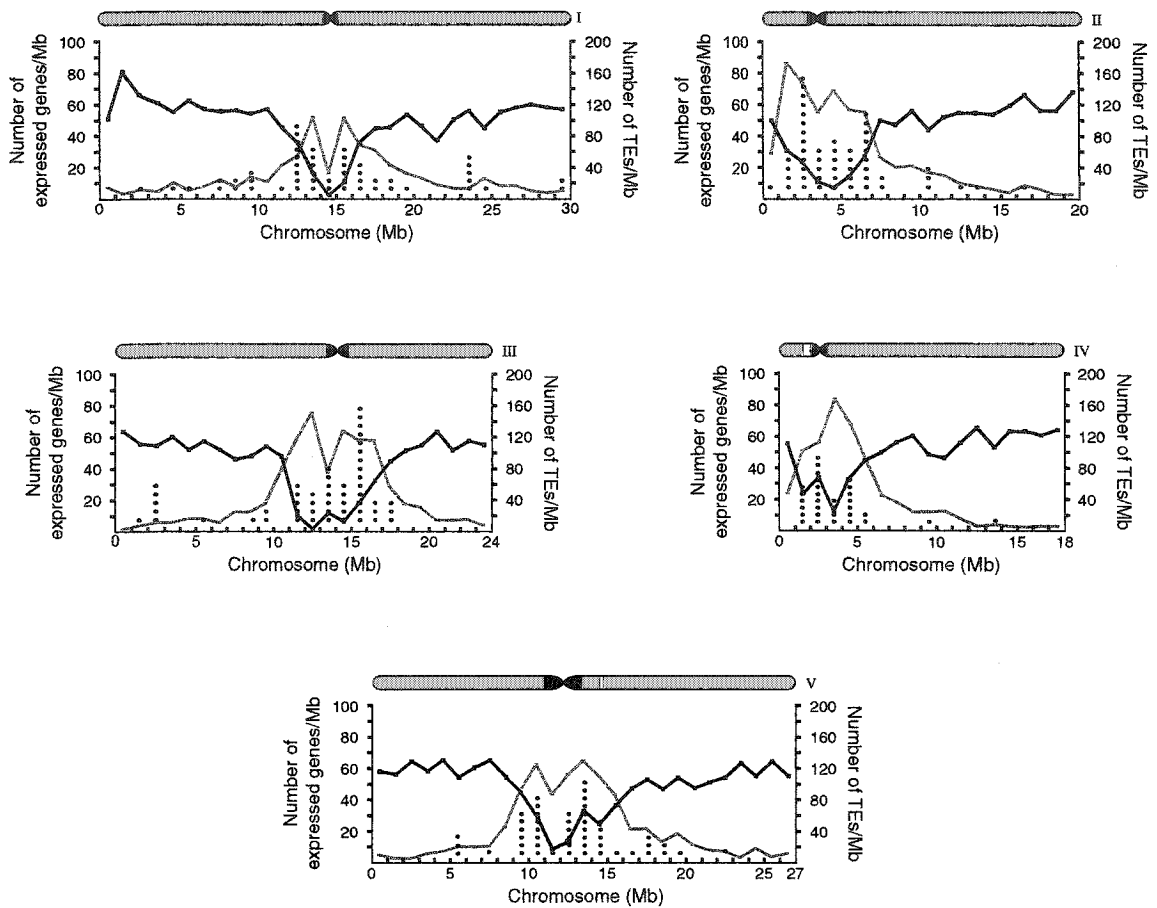 I
II
100
80
60
40
20
200
160
120
80
40
Number of
expressed genes/Mb
Number of TEs/Mb
0 5 10 15 20 25 30
Chromosome (Mb)
100
80
60
40
20
200
160
120
80
40
Number of
expressed genes/Mb
Number of TEs/Mb
0 5 10 15 20
Chromosome (Mb)
III
IV
100
80
60
40
20
200
160
120
80
40
Number of
expressed genes/Mb
Number of TEs/Mb
0 5 10 15 20 24
Chromosome (Mb)
100
80
60
40
20
200
160
120
80
40
Number of
expressed genes/Mb
Number of TEs/Mb
0 5 10 15 18
Chromosome (Mb)
V
100
80
60
40
20
200
160
120
80
40
Number of
expressed genes/Mb
Number of TEs/Mb
0 5 10 15 20 25 27
Chromosome (Mb)